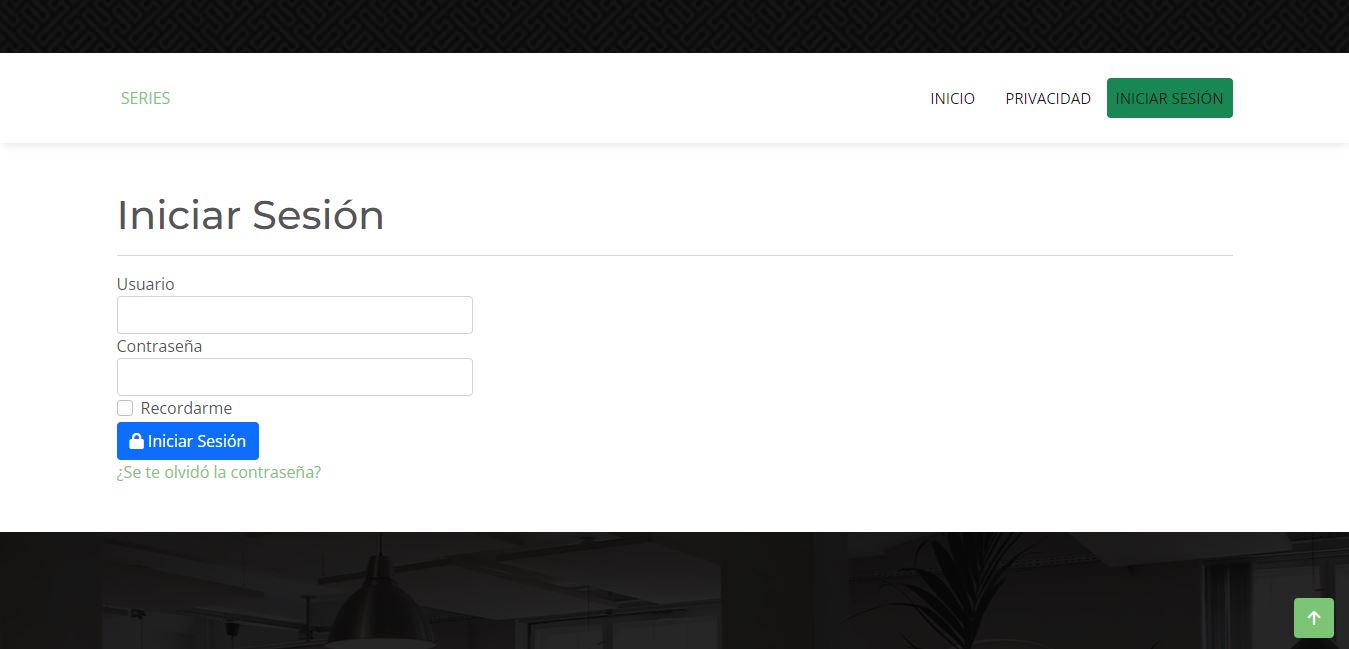 SERIES
INICIO PRIVACIDAD INICIAR SESIÓN
Iniciar Sesión
Usuario
Contraseña
Recordarme
Iniciar Sesión
¿Se te olvidó la contraseña?